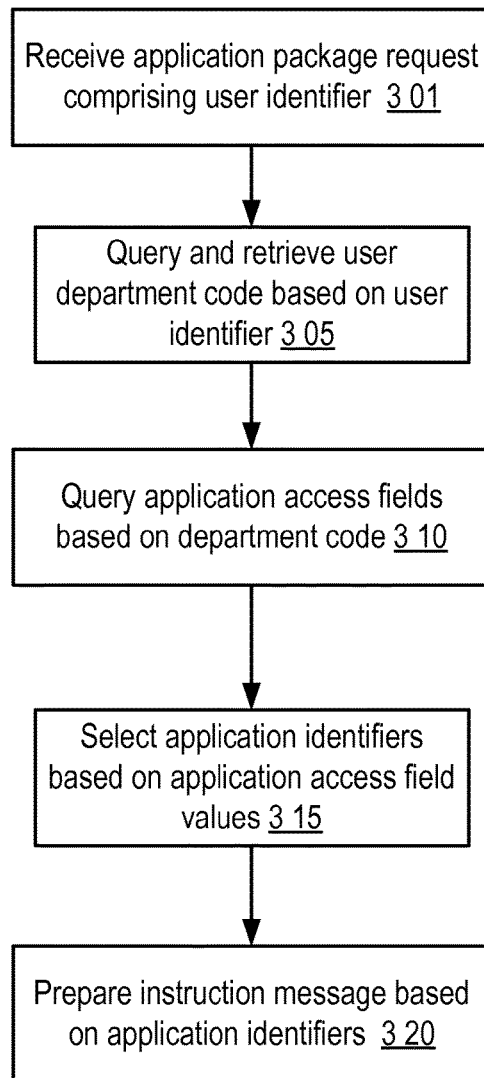 Receive application package request
comprising user identifier 3 01
Query and retrieve user
department code based on user
identifier 3 05
Query application access fields
based on department code 3 10
Select application identifiers
based on application access field
values 3 15
Prepare instruction message based
on application identifiers 3 20